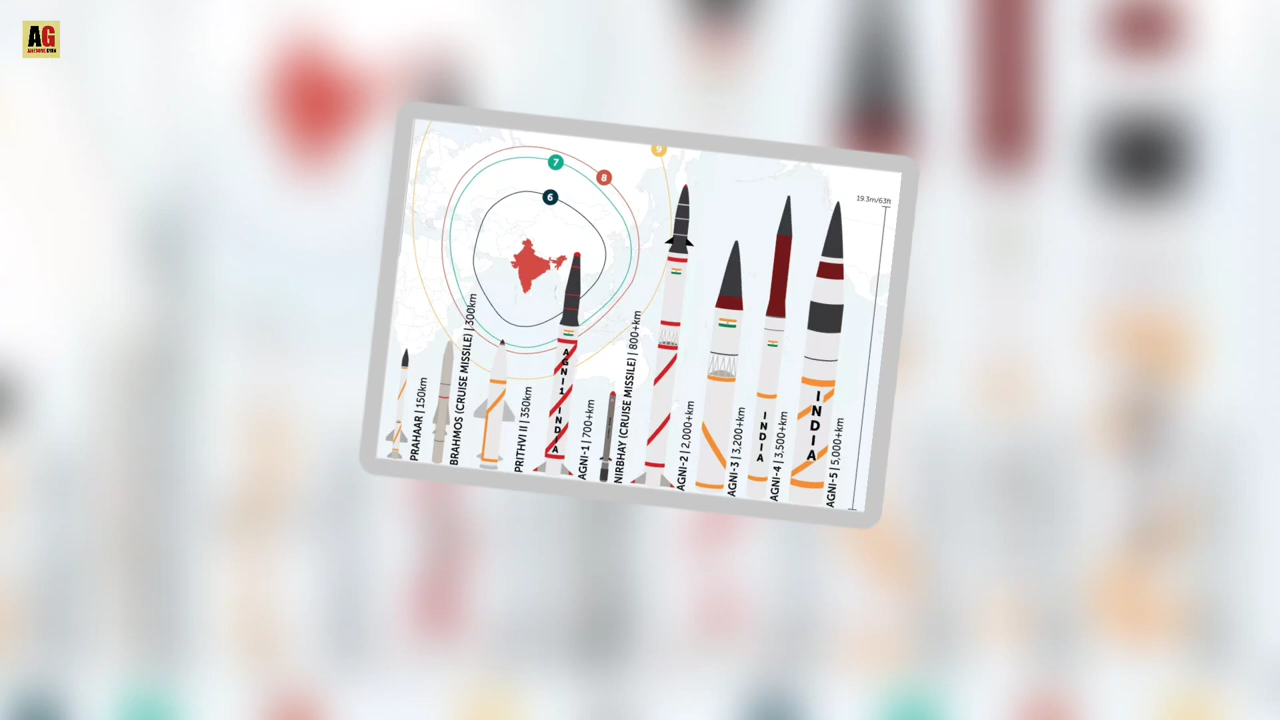 AG
7
9
8
6
19.3m/63ft
PRAHAAR | 150km
BRAHMOS (CRUISE MISSILE) | 300km
PRITHVI II | 350km
AGNI-1 INDIA
AGNI-1 | 700+km
NIRBHAY (CRUISE MISSILE) | 800+km
AGNI-2 | 2,000+km
AGNI-3 | 3,200+km
INDIA
AGNI-4 | 3,500+km
INDIA
AGNI-5 | 5,000+km